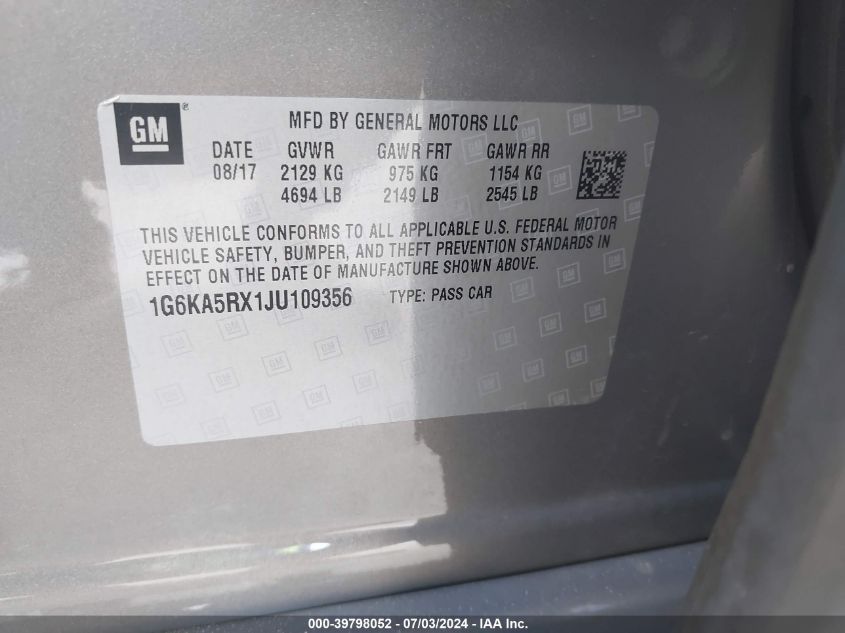 GM ® MFD BY GENERAL MOTORS LLC
DATE GVWR GAWR FRT GAWR RR
08/17 2129 KG 975 KG 1154 KG
4694 LB 2149 LB 2545 LB
THIS VEHICLE CONFORMS TO ALL APPLICABLE U.S. FEDERAL MOTOR
VEHICLE SAFETY, BUMPER, AND THEFT PREVENTION STANDARDS IN
EFFECT ON THE DATE OF MANUFACTURE SHOWN ABOVE.
1G6KA5RX1JU109356 TYPE: PASS CAR
000-39798052 - 07/03/2024 - IAA Inc.